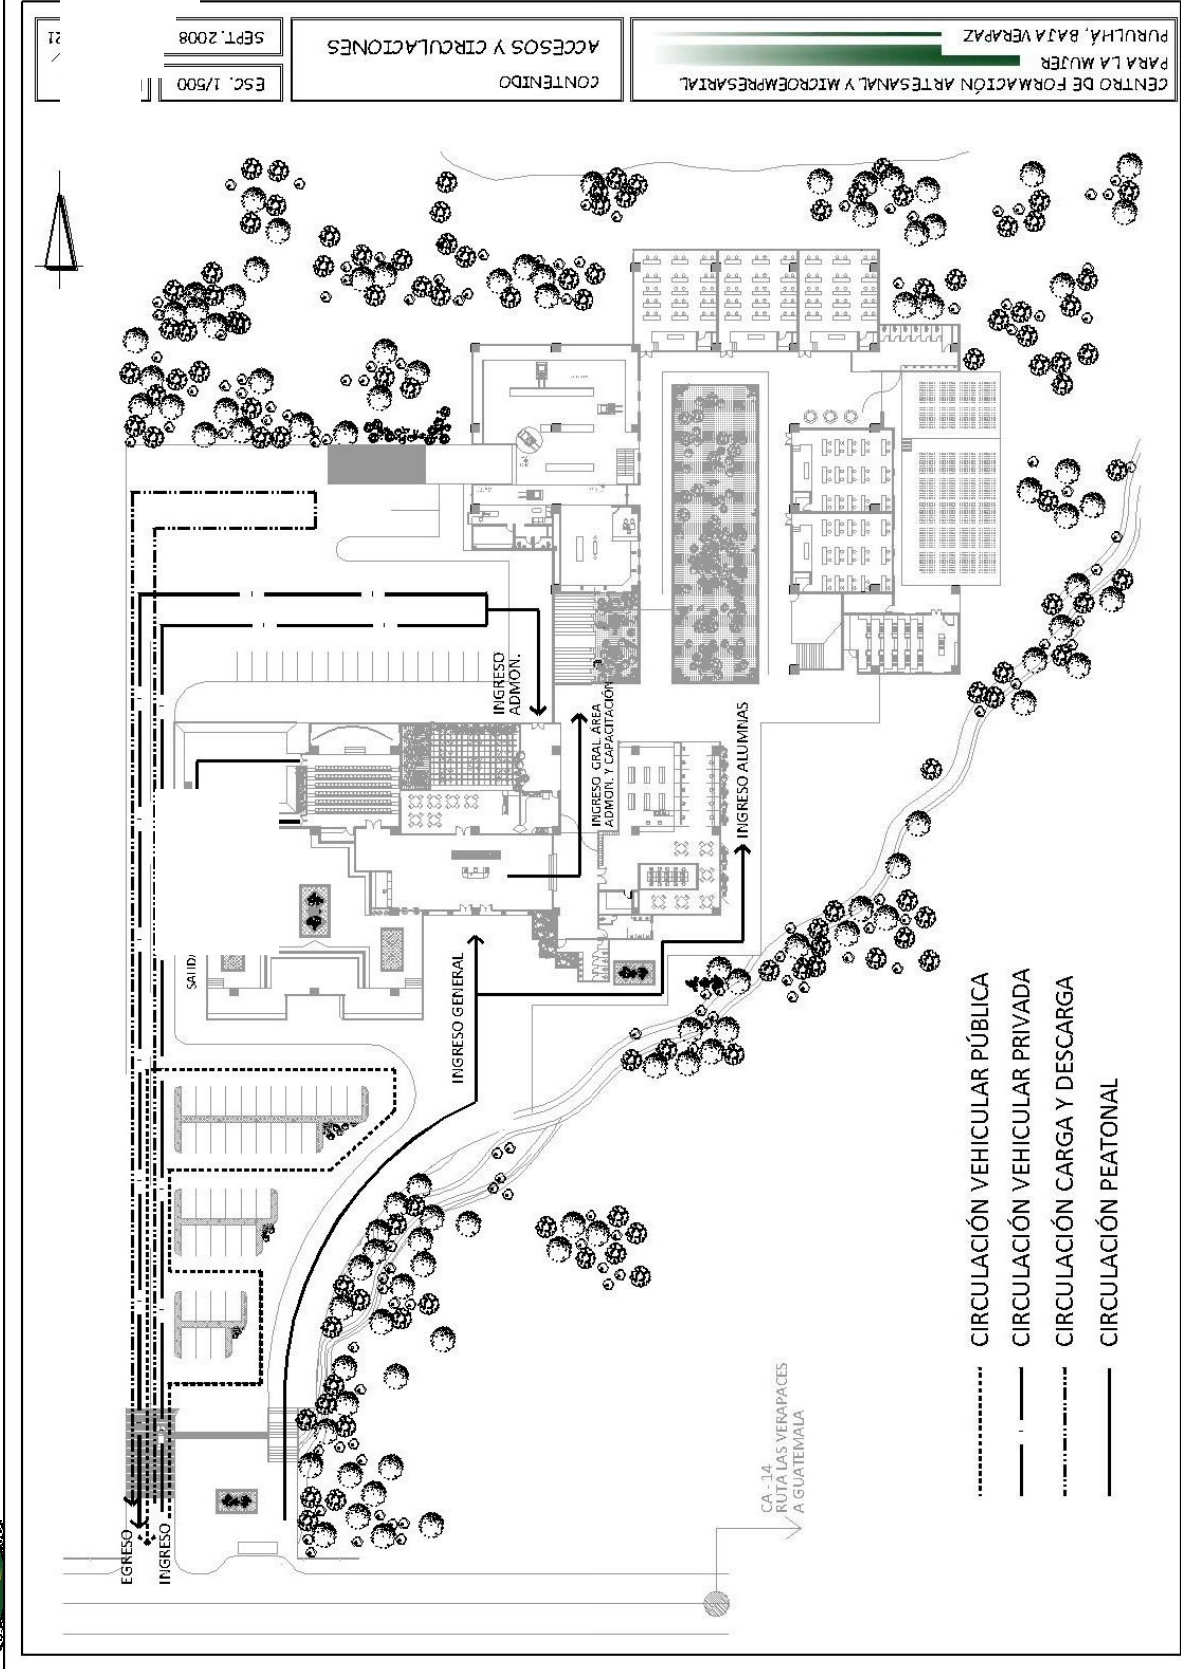 CENTRO DE FORMACIÓN ARTESANAL Y MICROEMPRESARIAL
PARA LA MUJER
PURULHÁ, BAJA VERAPAZ
CONTENIDO
ACCESOS Y CIRCULACIONES
ESC. 1/500
SEPT. 2008
21
EGRESO
INGRESO
INGRESO GENERAL
INGRESO
ADMON.
INGRESO GRAL. ÁREA
ADMON. Y CAPACITACIÓN
INGRESO ALUMNAS
CA - 14
RUTA LAS VERAPACES
A GUATEMALA
CIRCULACIÓN VEHICULAR PÚBLICA
CIRCULACIÓN VEHICULAR PRIVADA
CIRCULACIÓN CARGA Y DESCARGA
CIRCULACIÓN PEATONAL